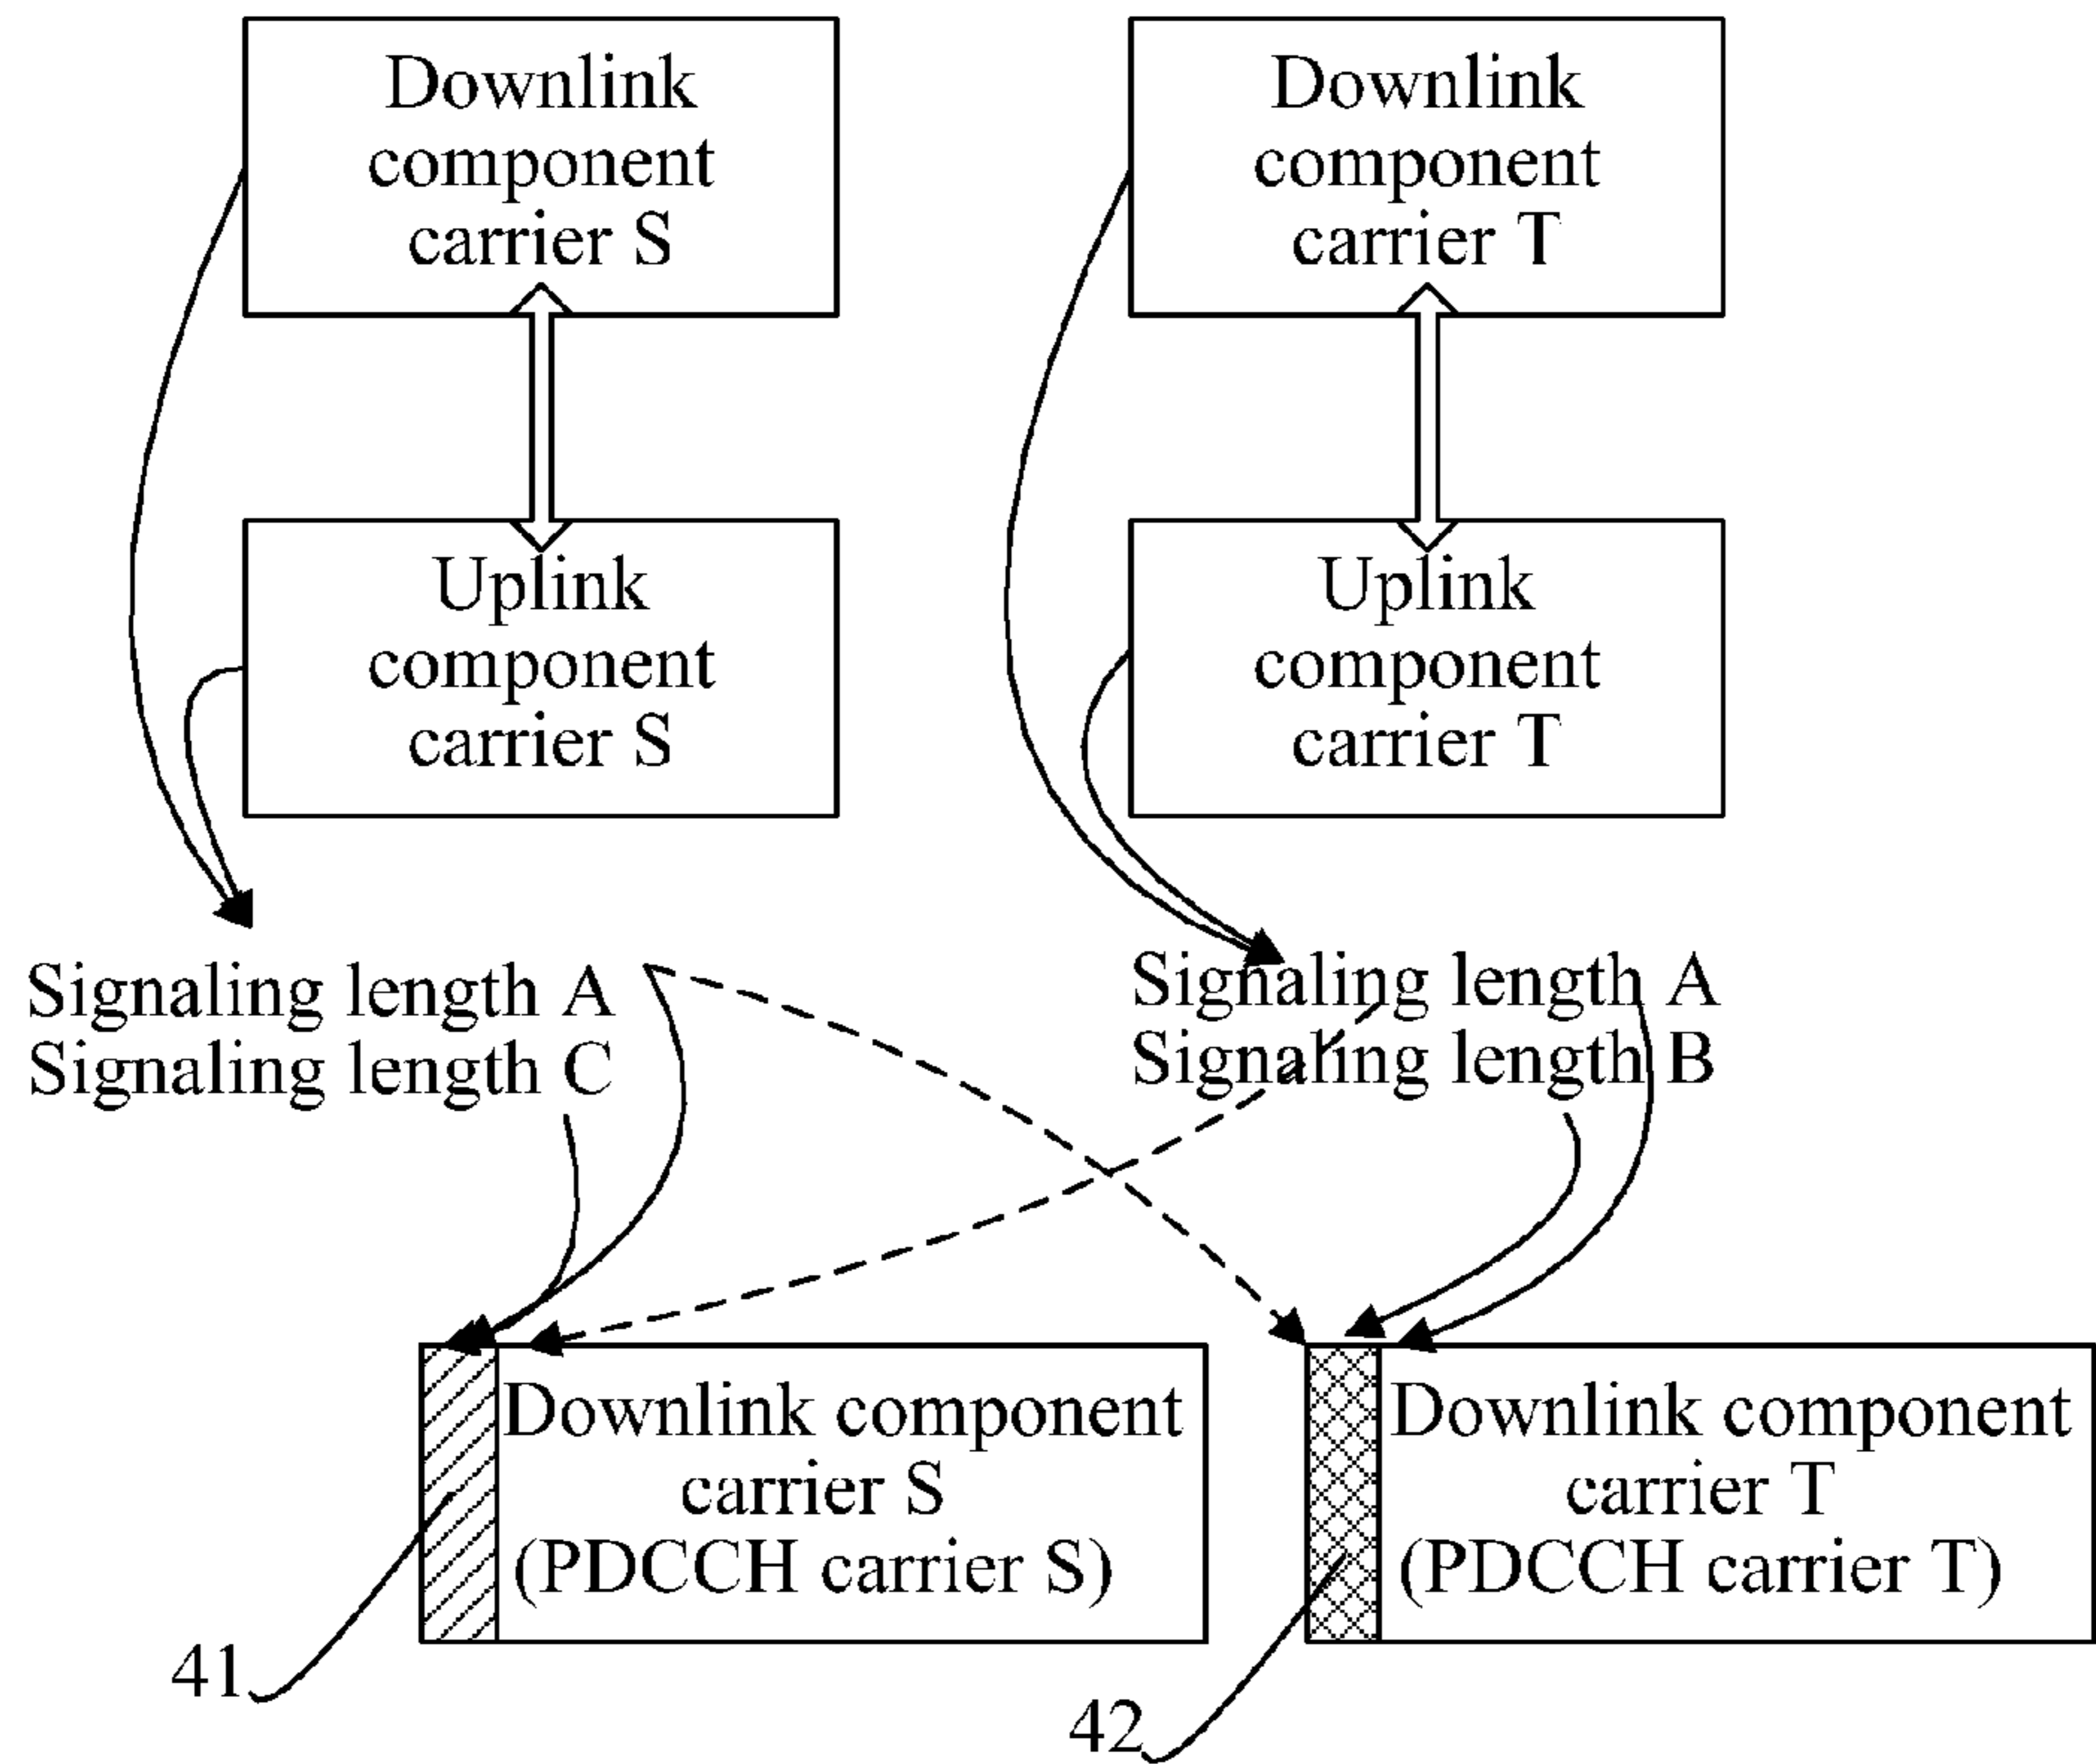 Downlink
component
carrier S
Downlink
component
carrier T
Uplink
component
carrier S
Uplink
component
carrier T
Signaling length A
Signaling length C
Signaling length A
Signaling length B
Downlink component
carrier S
(PDCCH carrier S)
Downlink component
carrier T
(PDCCH carrier T)
41
42